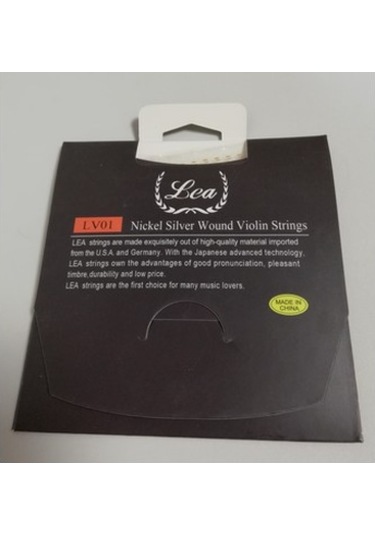 Lea
LV01 Nickel Silver Wound Violin Strings
LEA strings are made exquisitely out of high-quality material imported
from the U.S.A. and Germany. With the Japanese advanced technology,
LEA strings own the advantages of good pronunciation, pleasant
timbre, durability and low price.
LEA strings are the first choice for many music lovers.
MADE IN
CHINA